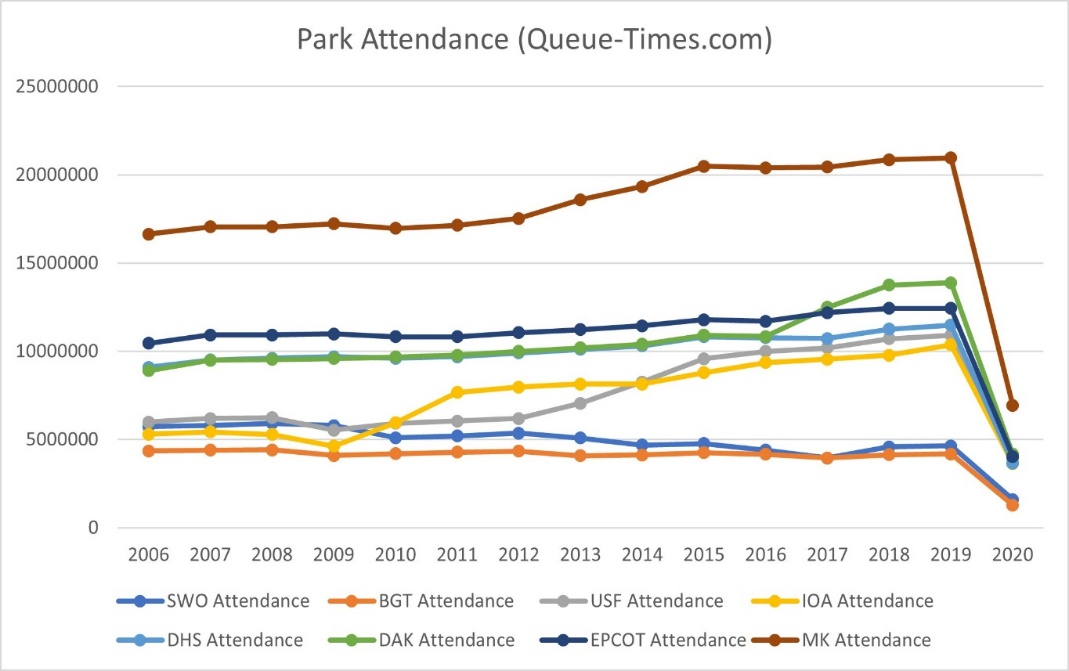 Park Attendance (Queue-Times.com)
25000000
20000000
15000000
10000000
5000000
0
2006 2007 2008 2009 2010 2011 2012 2013 2014 2015 2016 2017 2018 2019 2020
SWO Attendance BGT Attendance USF Attendance IOA Attendance
DHS Attendance DAK Attendance EPCOT Attendance MK Attendance